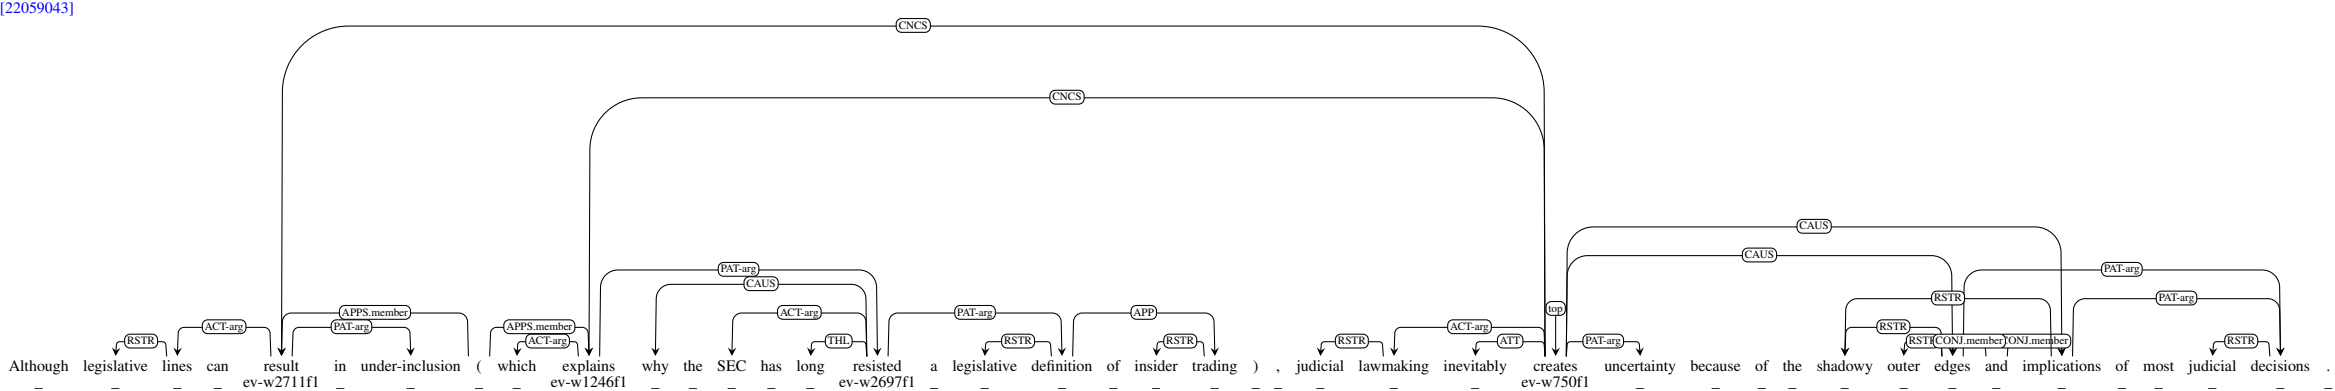 [22059043]
CNCS
CNCS
CAUS
CAUS
PAT-arg PAT-arg
CAUS
RSTR PAT-arg
top
APPS.member ACT-arg PAT-arg APP
ACT-arg PAT-arg APPS.member RSTR ACT-arg RSTR
RSTR ACT-arg THL RSTR RSTR RSTR ATT PAT-arg CONJ.member RSTR
Although legislative lines can result in under-inclusion ( which explains why the SEC has long resisted a legislative definition of insider trading ) , judicial lawmaking inevitably creates uncertainty because of the shadowy outer edges and implications of most judicial decisions .
_ _ _ _ ev-w2711f1 _ _ _ _ ev-w1246f1 _ _ _ _ _ ev-w2697f1 _ _ _ _ _ _ _ _ _ _ _ ev-w750f1 _ _ _ _ _ _ _ _ _ _ _ _ _ _